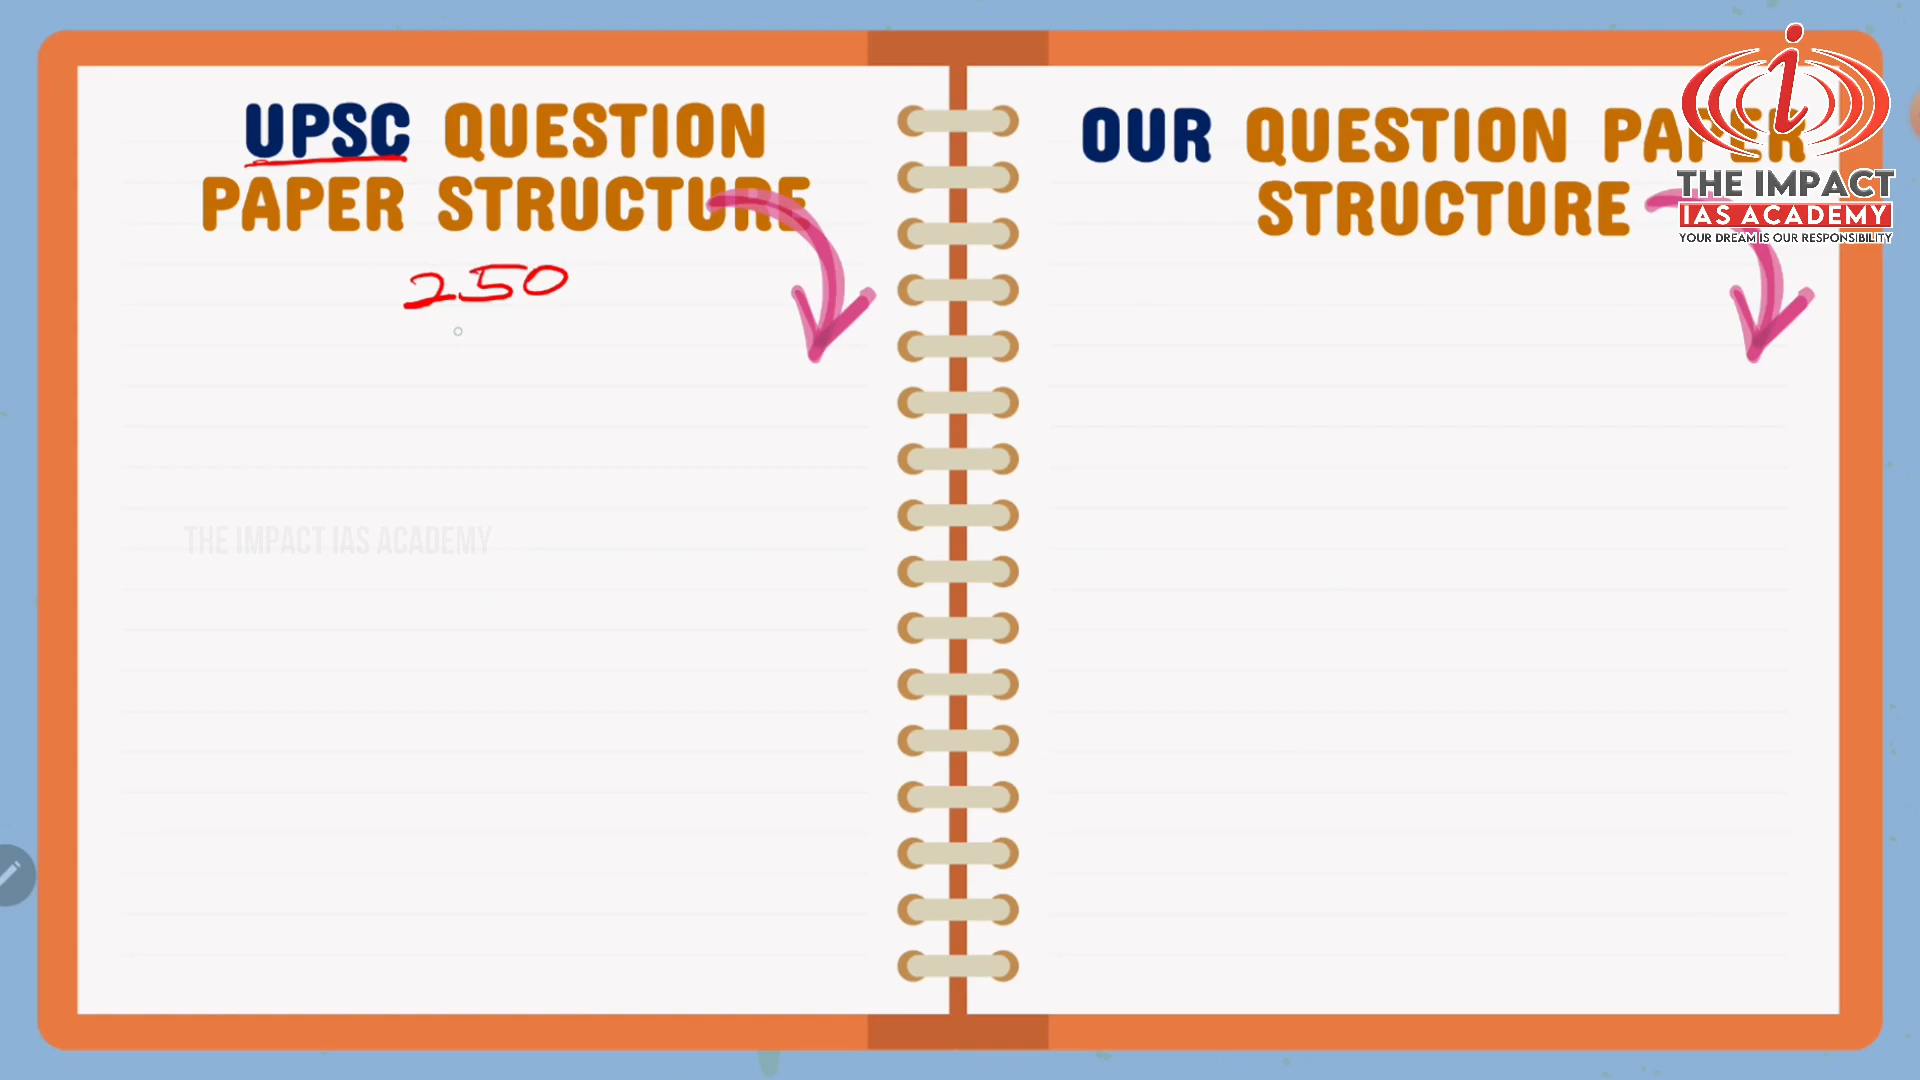 UPSC QUESTION
PAPER STRUCTURE
250
THE IMPACT IAS ACADEMY
OUR QUESTION PAPER
STRUCTURE
i
THE IMPACT
IAS ACADEMY
YOUR DREAM IS OUR RESPONSIBILITY